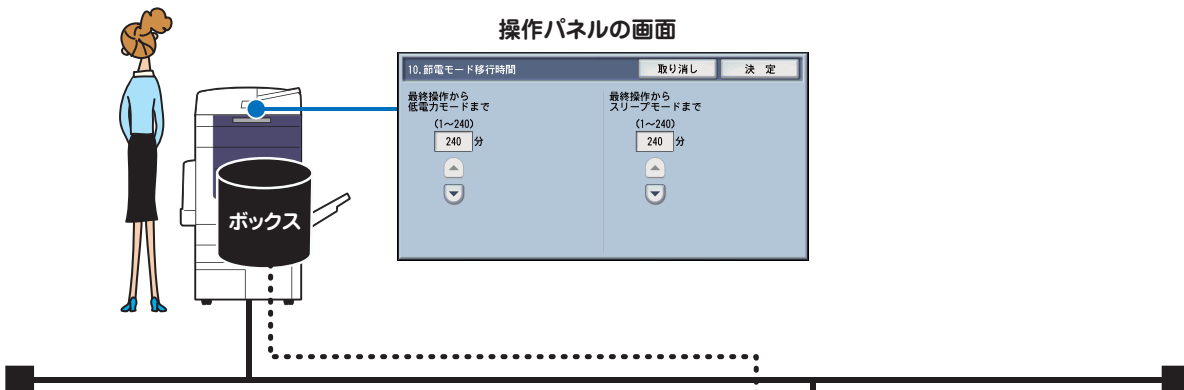 操作パネルの画面
10.節電モード移行時間
取り消し
決 定
最終操作から
低電力モードまで
(1～240)
240 分
最終操作から
スリープモードまで
(1～240)
240 分
ボックス